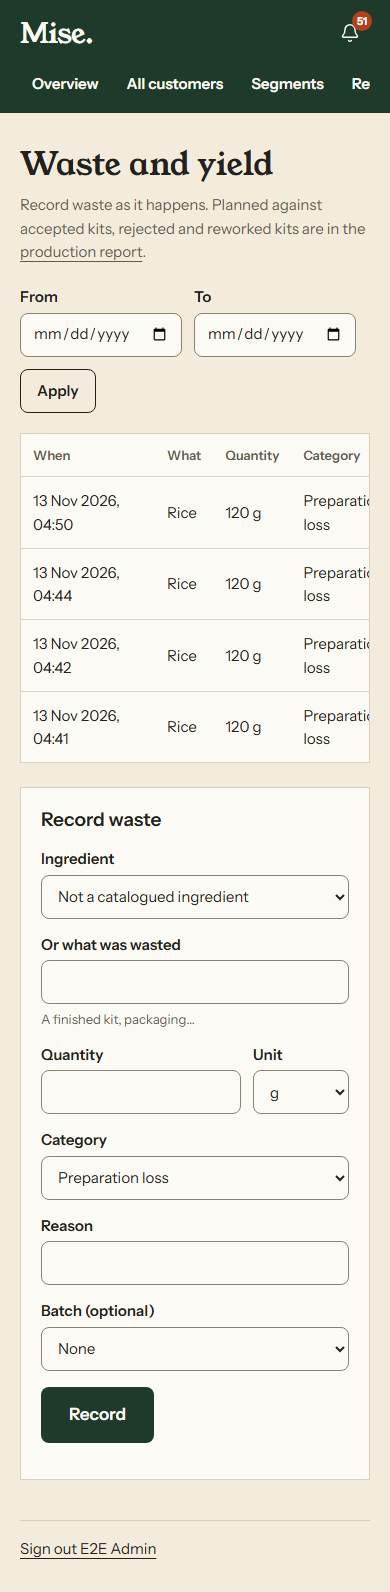 Mise.
51
Overview All customers Segments Re
Waste and yield
Record waste as it happens. Planned against
accepted kits, rejected and reworked kits are in the
production report.
From To
mm/dd/yyyy mm/dd/yyyy
Apply
When What Quantity Category
13 Nov 2026, 04:50 Rice 120 g Preparatic loss
13 Nov 2026, 04:44 Rice 120 g Preparatic loss
13 Nov 2026, 04:42 Rice 120 g Preparatic loss
13 Nov 2026, 04:41 Rice 120 g Preparatic loss
Record waste
Ingredient
Not a catalogued ingredient
Or what was wasted
A finished kit, packaging...
Quantity Unit
g
Category
Preparation loss
Reason
Batch (optional)
None
Record
Sign out E2E Admin